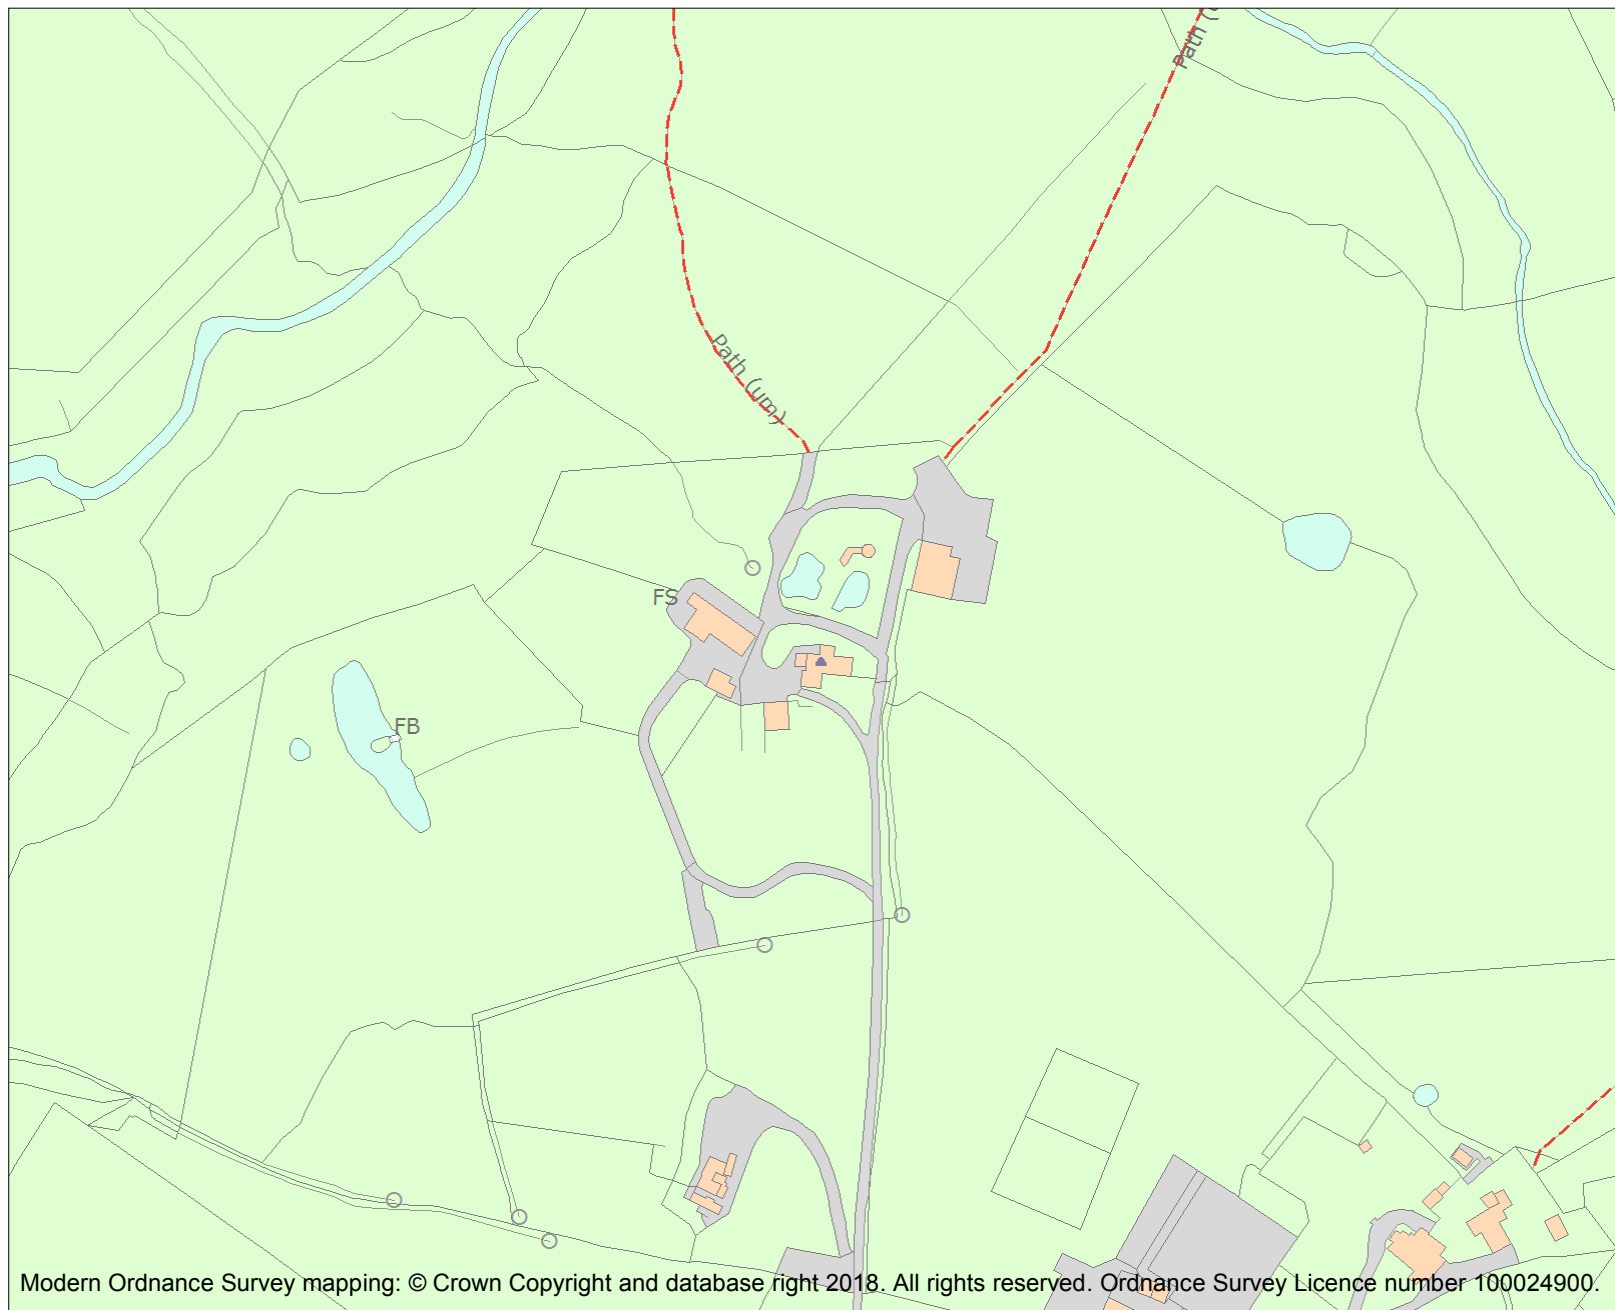 Path (
Path (um)
FS
FB
Modern Ordnance Survey mapping: © Crown Copyright and database right 2018. All rights reserved. Ordnance Survey Licence number 100024900.